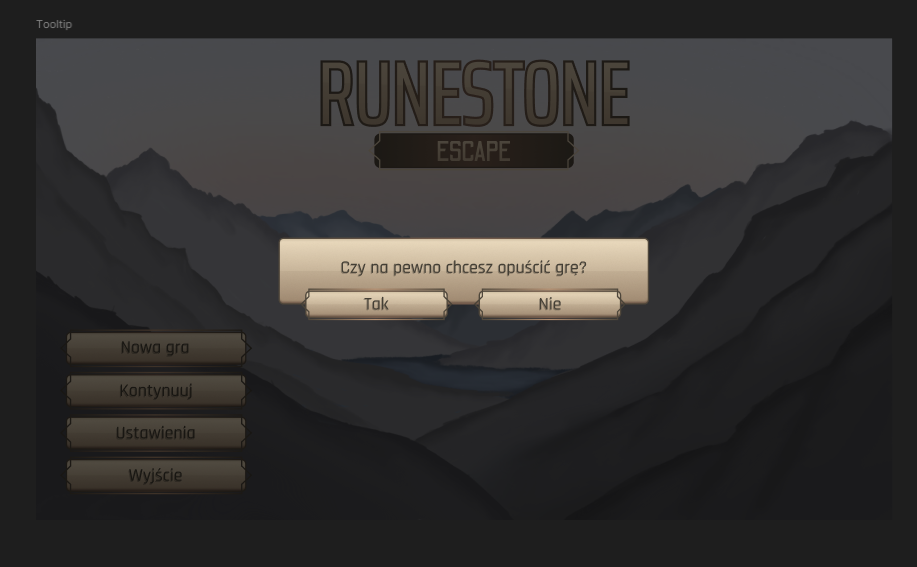 Tooltip
RUNESTONE
ESCAPE
Czy na pewno chcesz opuścić grę?
Tak
Nie
Nowa gra
Kontynuuj
Ustawienia
Wyjście